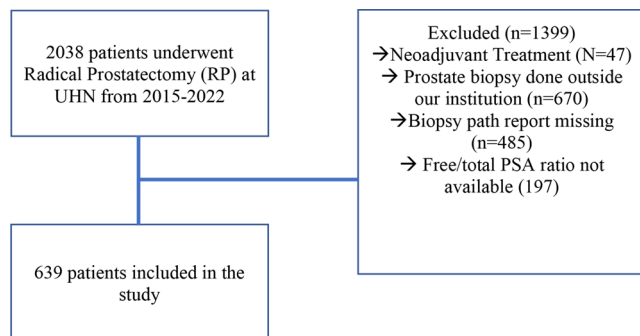 2038 patients underwent
Radical Prostatectomy (RP) at
UHN from 2015-2022
Excluded (n=1399)
→Neoadjuvant Treatment (N=47)
→ Prostate biopsy done outside
our institution (n=670)
→Biopsy path report missing
(n=485)
→ Free/total PSA ratio not
available (197)
639 patients included in the
study